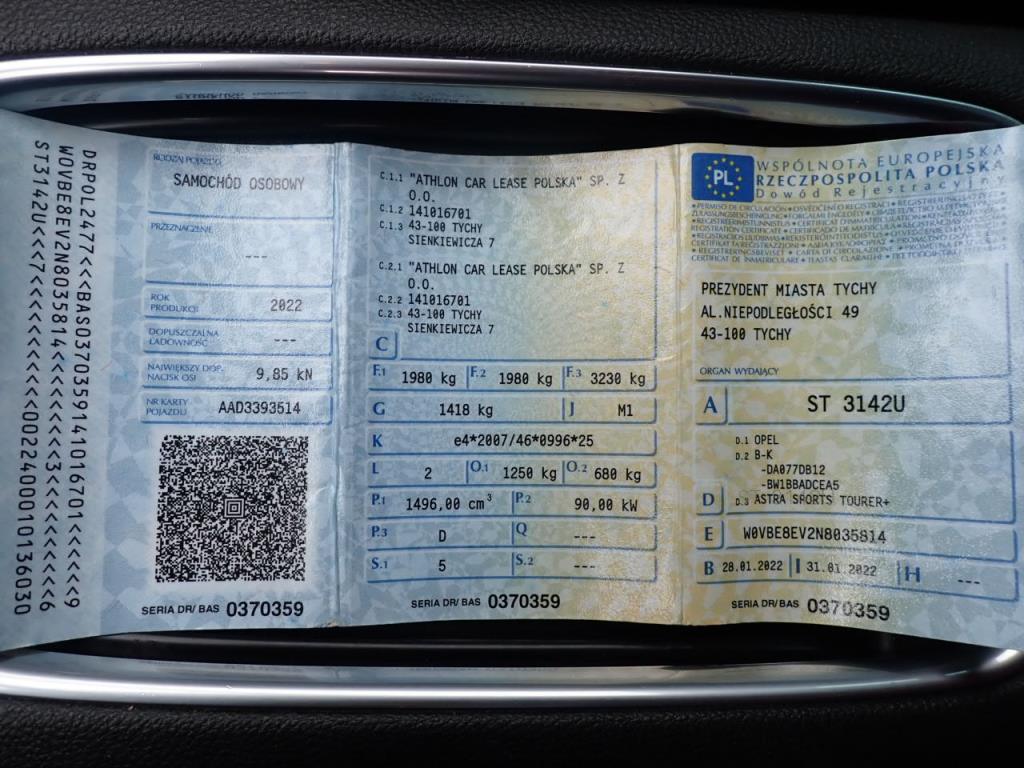 DRPOL2477<<BAS0370359141016701<<<<<<9
W0VBE8EV2N8035814<<<<<<<<<<3<<<<<<<<6
RODZAJ POJAZDU
SAMOCHÓD OSOBOWY
PRZEZNACZENIE
---
ROK
PRODUKCJI 2022
DOPUSZCZALNA
ŁADOWNOŚĆ ---
NAJWIĘKSZY DOP.
NACISK OSI 9,85 kN
NR KARTY
POJAZDU AAD3393514
SERIA DR/ BAS 0370359
C.1.1 "ATHLON CAR LEASE POLSKA" SP. Z
O.O.
C.1.2 141016701
C.1.3 43-100 TYCHY
SIENKIEWICZA 7
C.2.1 "ATHLON CAR LEASE POLSKA" SP. Z
O.O.
C.2.2 141016701
C.2.3 43-100 TYCHY
SIENKIEWICZA 7
C
F.1 1980 kg F.2 1980 kg F.3 3230 kg
G 1418 kg J M1
K e4*2007/46*0996*25
L 2 O.1 1250 kg O.2 680 kg
P.1 1496,00 cm³ P.2 90,00 kW
P.3 D Q ---
S.1 5 S.2 ---
SERIA DR/ BAS 0370359
PL
WSPÓLNOTA EUROPEJSKA
RZECZPOSPOLITA POLSKA
Dowód Rejestracyjny
PREZYDENT MIASTA TYCHY
AL.NIEPODLEGŁOŚCI 49
43-100 TYCHY
ORGAN WYDAJĄCY
A ST 3142U
D.1 OPEL
D.2 B-K
-DA077DB12
-BW1BBADCEA5
D D.3 ASTRA SPORTS TOURER+
E W0VBE8EV2N8035814
B 28.01.2022 I 31.01.2022 H ---
SERIA DR/ BAS 0370359